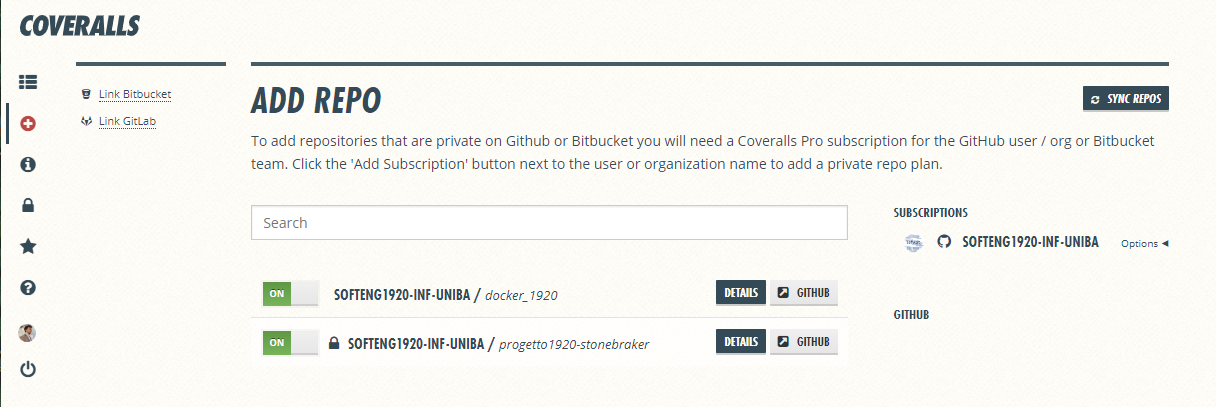 COVERALLS
Link Bitbucket
Link GitLab
ADD REPO
SYNC REPOS
To add repositories that are private on Github or Bitbucket you will need a Coveralls Pro subscription for the GitHub user / org or Bitbucket
team. Click the 'Add Subscription' button next to the user or organization name to add a private repo plan.
Search
SUBSCRIPTIONS
SOFTENG1920-INF-UNIBA Options
ON SOFTENG1920-INF-UNIBA / docker_1920 DETAILS GITHUB
GITHUB
ON SOFTENG1920-INF-UNIBA / progetto1920-stonebraker DETAILS GITHUB